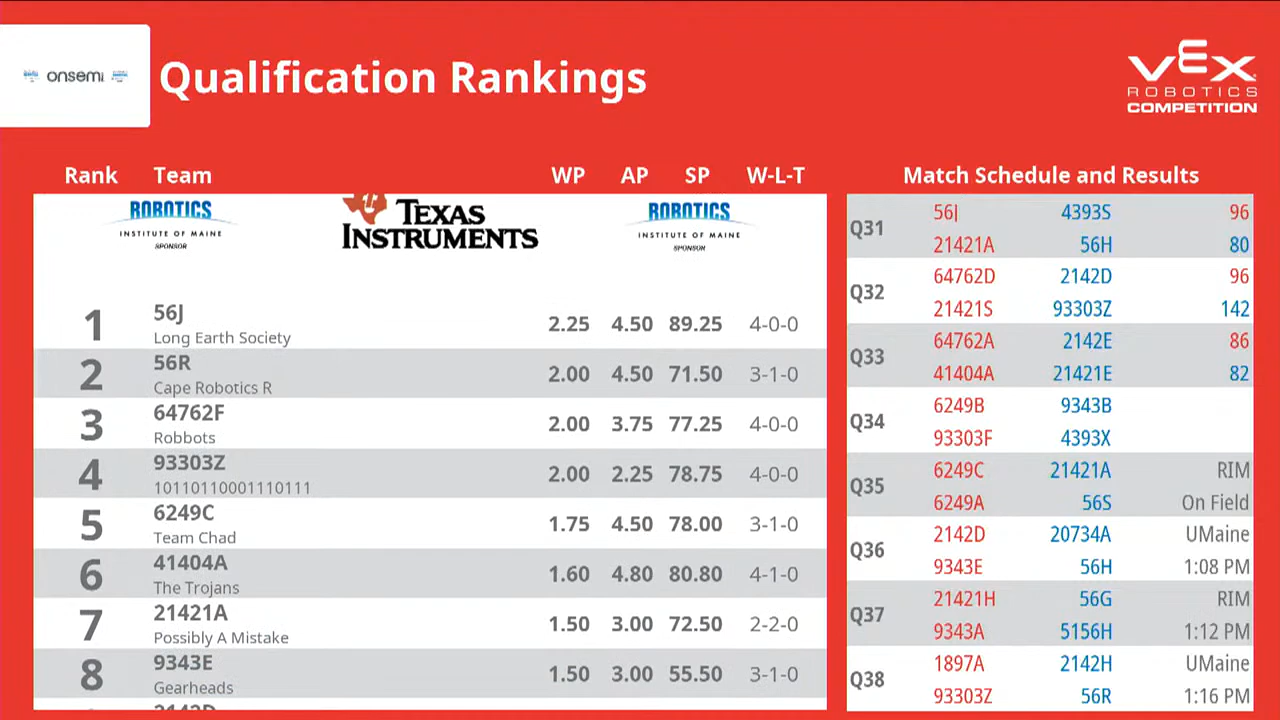 onsemi
Qualification Rankings
VEX
ROBOTICS
COMPETITION
Rank Team WP AP SP W-L-T
ROBOTICS
INSTITUTE OF MAINE
SPONSOR
TEXAS
INSTRUMENTS
ROBOTICS
INSTITUTE OF MAINE
SPONSOR
1 56J 2.25 4.50 89.25 4-0-0
Long Earth Society
2 56R 2.00 4.50 71.50 3-1-0
Cape Robotics R
3 64762F 2.00 3.75 77.25 4-0-0
Robbots
4 93303Z 2.00 2.25 78.75 4-0-0
10110110001110111
5 6249C 1.75 4.50 78.00 3-1-0
Team Chad
6 41404A 1.60 4.80 80.80 4-1-0
The Trojans
7 21421A 1.50 3.00 72.50 2-2-0
Possibly A Mistake
8 9343E 1.50 3.00 55.50 3-1-0
Gearheads
Match Schedule and Results
Q31 56J 4393S 96
21421A 56H 80
Q32 64762D 2142D 96
21421S 93303Z 142
Q33 64762A 2142E 86
41404A 21421E 82
Q34 6249B 9343B
93303F 4393X
Q35 6249C 21421A RIM
6249A 56S On Field
Q36 2142D 20734A UMaine
9343E 56H 1:08 PM
Q37 21421H 56G RIM
9343A 5156H 1:12 PM
Q38 1897A 2142H UMaine
93303Z 56R 1:16 PM